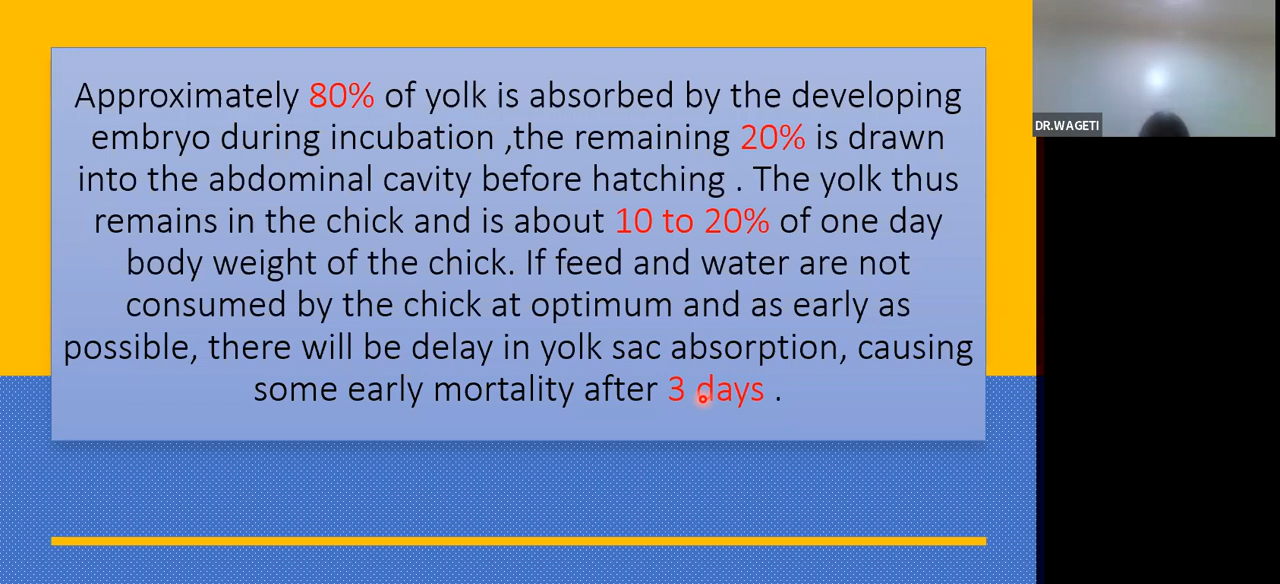 Approximately 80% of yolk is absorbed by the developing
embryo during incubation ,the remaining 20% is drawn
into the abdominal cavity before hatching . The yolk thus
remains in the chick and is about 10 to 20% of one day
body weight of the chick. If feed and water are not
consumed by the chick at optimum and as early as
possible, there will be delay in yolk sac absorption, causing
some early mortality after 3 days .
DR.WAGETI